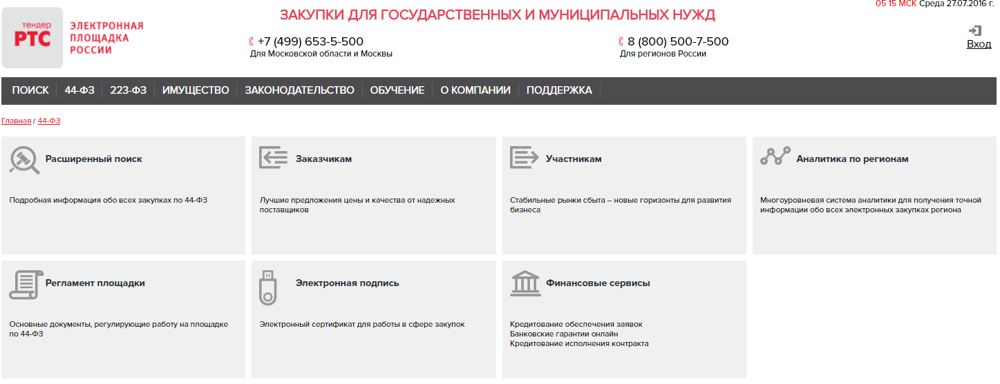 05 15 МСК Среда 27.07.2016 г.
ЗАКУПКИ ДЛЯ ГОСУДАРСТВЕННЫХ И МУНИЦИПАЛЬНЫХ НУЖД
тендер
РТС
ЭЛЕКТРОННАЯ
ПЛОЩАДКА
РОССИИ
+7 (499) 653-5-500
Для Московской области и Москвы
8 (800) 500-7-500
Для регионов России
Вход
ПОИСК 44-ФЗ 223-ФЗ ИМУЩЕСТВО ЗАКОНОДАТЕЛЬСТВО ОБУЧЕНИЕ О КОМПАНИИ ПОДДЕРЖКА
Главная / 44-ФЗ
Расширенный поиск
Подробная информация обо всех закупках по 44-ФЗ
Заказчикам
Лучшие предложения цены и качества от надежных
поставщиков
Участникам
Стабильные рынки сбыта – новые горизонты для развития
бизнеса
Аналитика по регионам
Многоуровневая система аналитики для получения точной
информации обо всех электронных закупках региона
Регламент площадки
Основные документы, регулирующие работу на площадке
по 44-ФЗ
Электронная подпись
Электронный сертификат для работы в сфере закупок
Финансовые сервисы
Кредитование обеспечения заявок
Банковские гарантии онлайн
Кредитование исполнения контракта